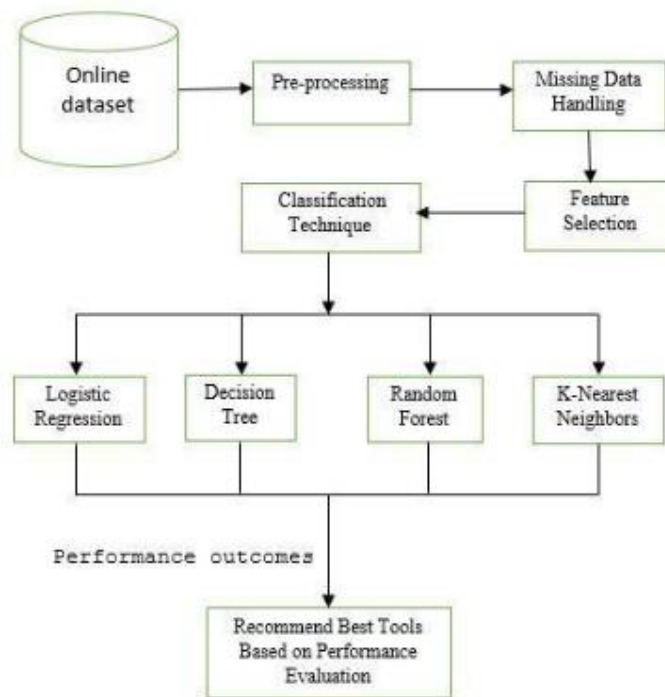 Online
dataset
Pre-processing
Missing Data
Handling
Classification
Technique
Feature
Selection
Logistic
Regression
Decision
Tree
Random
Forest
K-Nearest
Neighbors
Performance outcomes
Recommend Best Tools
Based on Performance
Evaluation